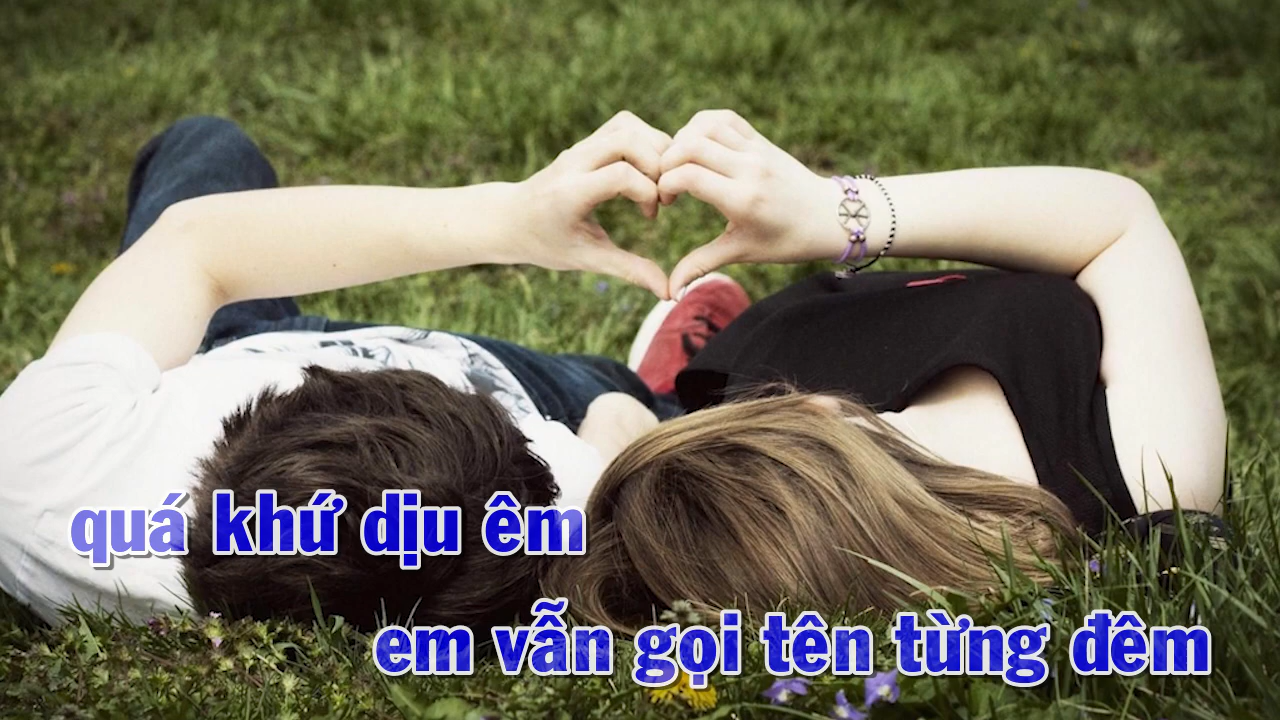 quá khứ dịu êm
em vẫn gọi tên từng đêm